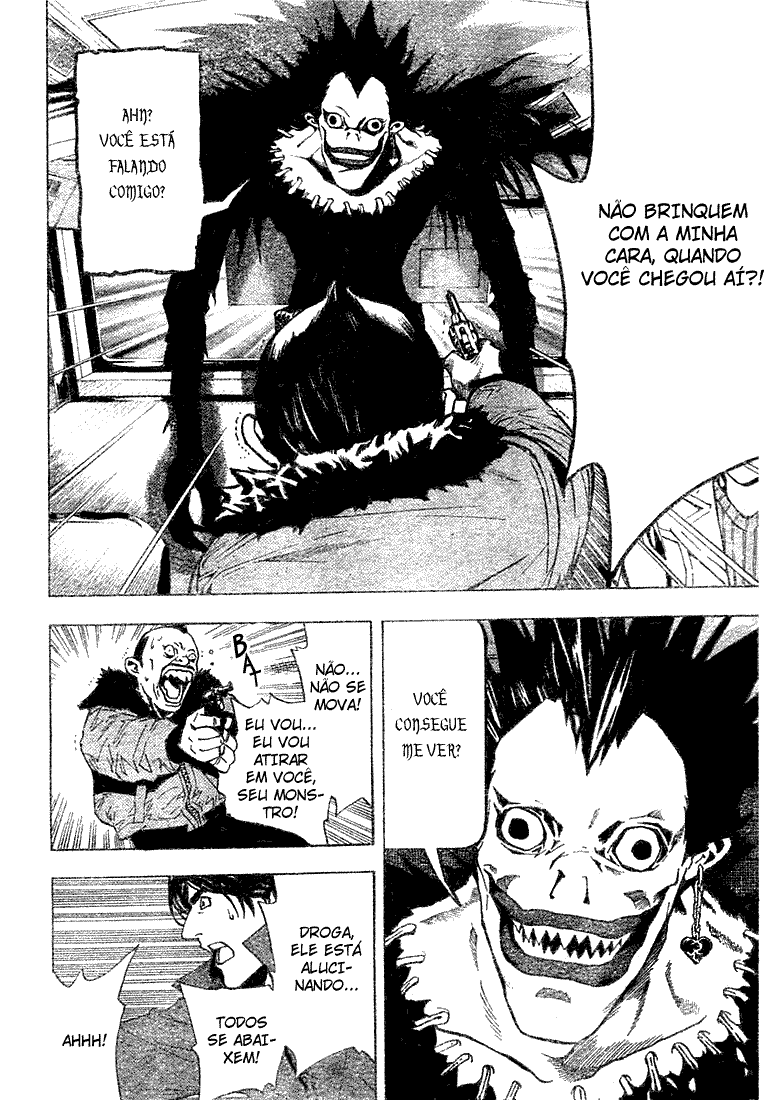 NÃO BRINQUEM
COM A MINHA
CARA, QUANDO
VOCÊ CHEGOU AÍ?!
AHN?
VOCÊ ESTÁ
FALANDO
COMIGO?
VOCÊ
CONSEGUE
ME VER?
NÃO...
NÃO SE
MOVA!
EU VOU...
EU VOU
ATIRAR
EM VOCÊ,
SEU MONS-
TRO!
DROGA,
ELE ESTÁ
ALUCI-
NANDO...
TODOS
SE ABAI-
XEM!
AHHH!